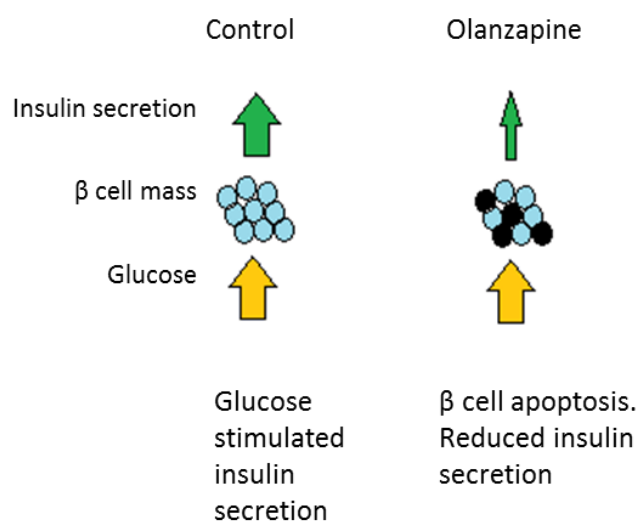 Control
Olanzapine
Insulin secretion
β cell mass
Glucose
Glucose
stimulated
insulin
secretion
β cell apoptosis.
Reduced insulin
secretion